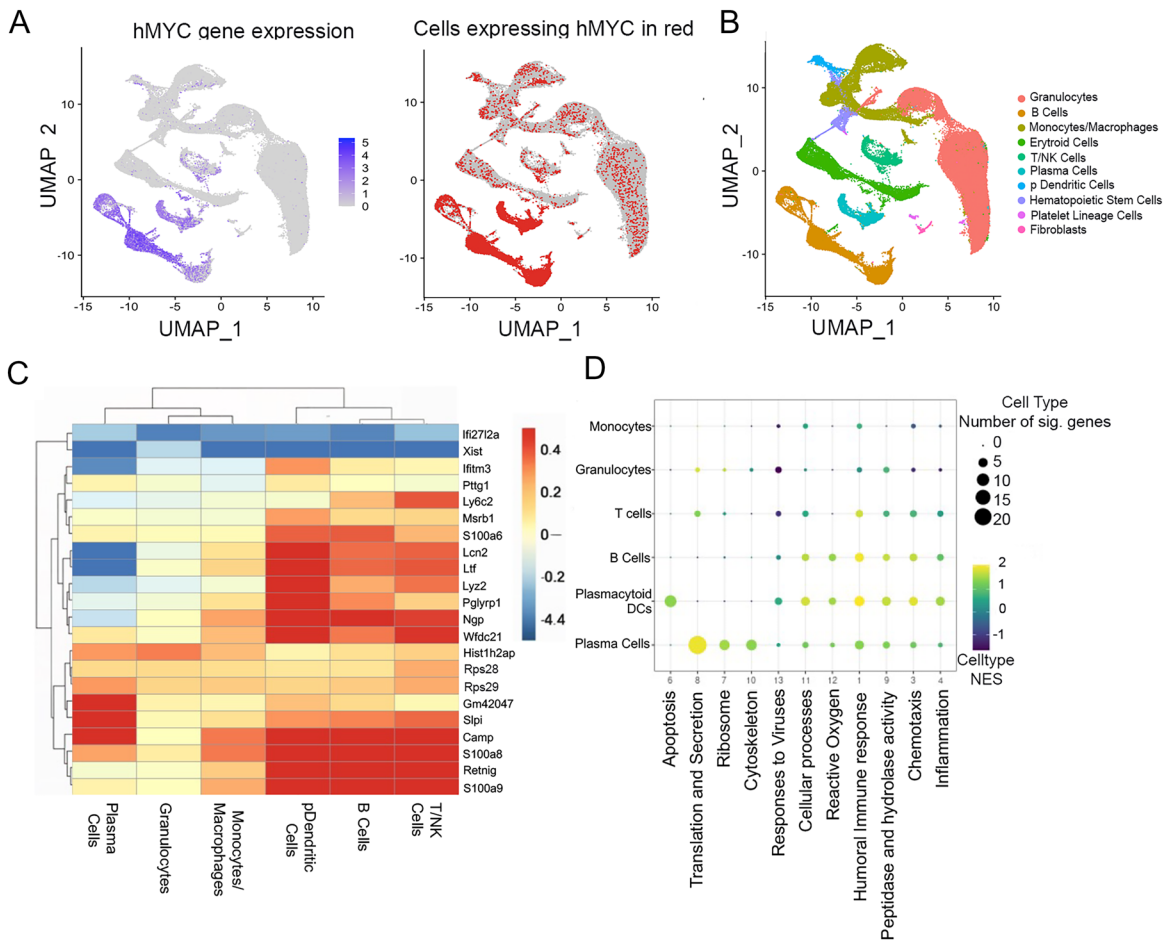 A
hMYC gene expression
UMAP_2
10
0
-10
-15
-10
-5
0
5
10
UMAP_1
5
4
3
2
1
0
Cells expressing hMYC in red
10
0
-10
-15
-10
-5
0
5
10
UMAP_1
B
UMAP_2
10
0
-10
-15
-10
-5
0
5
10
UMAP_1
Granulocytes
B Cells
Monocytes/Macrophages
Erytroid Cells
T/NK Cells
Plasma Cells
p Dendritic Cells
Hematopoietic Stem Cells
Platelet Lineage Cells
Fibroblasts
C
Ifi27l2a
Xist
Ifitm3
Pttg1
Ly6c2
Msrb1
S100a6
Lcn2
Ltf
Lyz2
Pglyrp1
Ngp
Wfdc21
Hist1h2ap
Rps28
Rps29
Gm42047
Slpi
Camp
S100a8
Retnig
S100a9
Plasma
Cells
Granulocytes
Monocytes/
Macrophages
pDendritic
Cells
B Cells
T/NK
Cells
0.4
0.2
0
-0.2
-4.4
D
Monocytes
Granulocytes
T cells
B Cells
Plasmacytoid
DCs
Plasma Cells
6
8
7
10
13
11
12
1
9
3
4
Apoptosis
Translation and Secretion
Ribosome
Cytoskeleton
Responses to Viruses
Cellular processes
Reactive Oxygen
Humoral Immune response
Peptidase and hydrolase activity
Chemotaxis
Inflammation
Cell Type
Number of sig. genes
0
5
10
15
20
2
1
0
-1
Celltype
NES